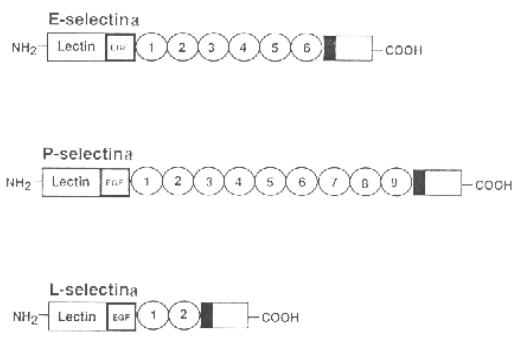 E-selectina
NH2 Lectin EGF 1 2 3 4 5 6 COOH
P-selectina
NH2 Lectin EGF 1 2 3 4 5 6 7 8 9 COOH
L-selectina
NH2 Lectin EGF 1 2 COOH